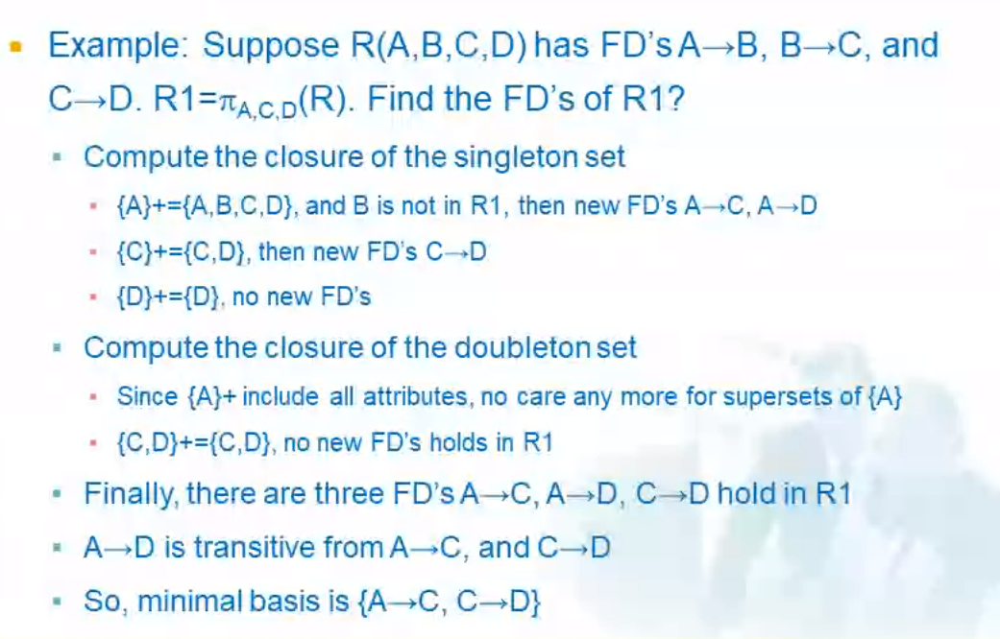 ▪ Example: Suppose R(A,B,C,D) has FD's A→B, B→C, and
C→D. R1=π_A,C,D(R). Find the FD's of R1?
▪ Compute the closure of the singleton set
▪ {A}+={A,B,C,D}, and B is not in R1, then new FD's A→C, A→D
▪ {C}+={C,D}, then new FD's C→D
▪ {D}+={D}, no new FD's
▪ Compute the closure of the doubleton set
▪ Since {A}+ include all attributes, no care any more for supersets of {A}
▪ {C,D}+={C,D}, no new FD's holds in R1
▪ Finally, there are three FD's A→C, A→D, C→D hold in R1
▪ A→D is transitive from A→C, and C→D
▪ So, minimal basis is {A→C, C→D}